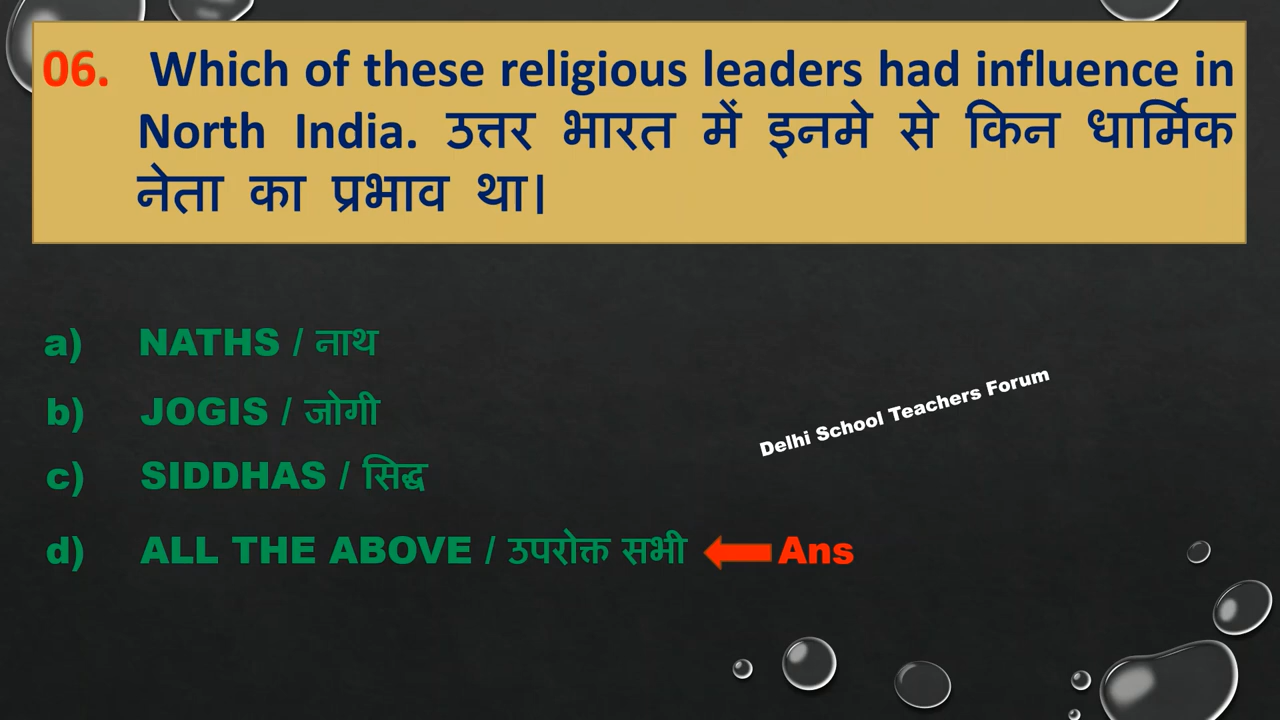 06. Which of these religious leaders had influence in
North India. उत्तर भारत में इनमे से किन धार्मिक
नेता का प्रभाव था।
a) NATHS / नाथ
b) JOGIS / जोगी
Delhi School Teachers Forum
c) SIDDHAS / सिद्ध
d) ALL THE ABOVE / उपरोक्त सभी Ans